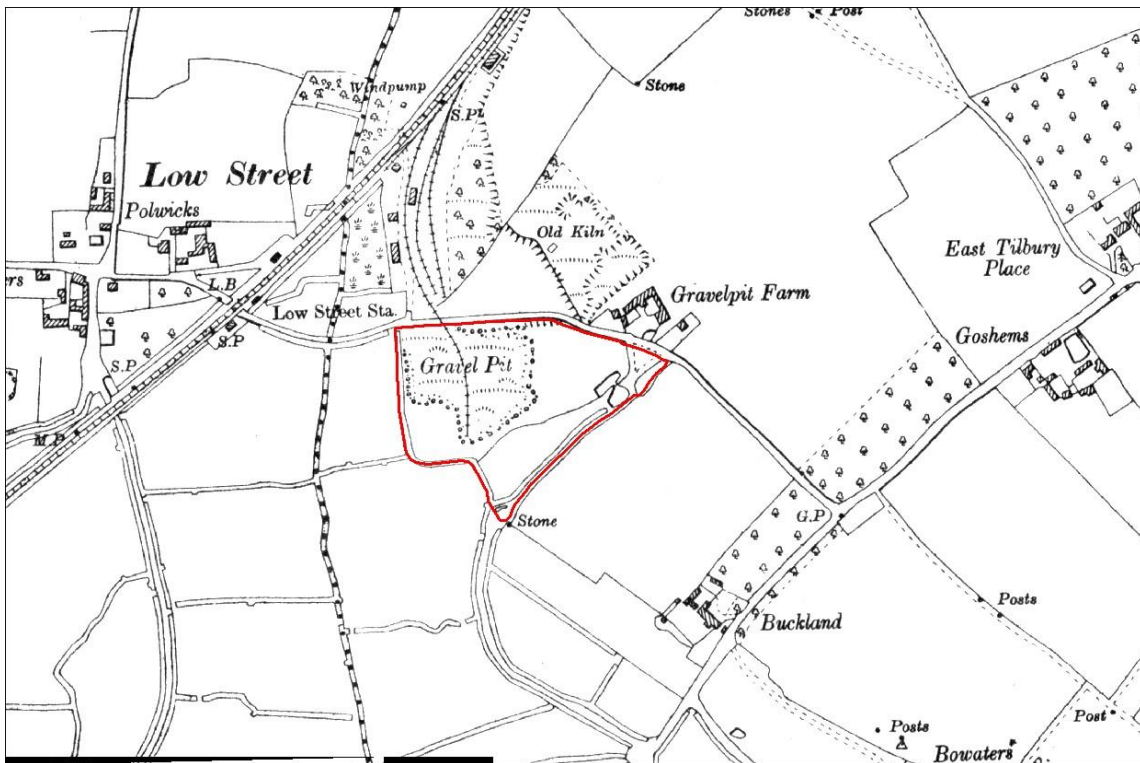 Stones
Post
Windpump
Stone
S.P
Low Street
Polwicks
Old Kiln
East Tilbury
Place
ers
L.B
Low Street Sta.
Gravelpit Farm
S.P
Goshems
Gravel Pit
S.P
M.P
Stone
G.P
Posts
Buckland
Posts
Post
Bowaters